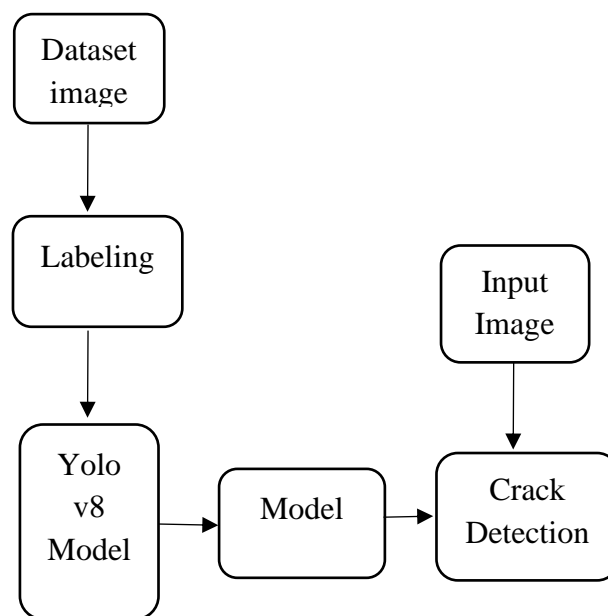 Dataset
image
Labeling
Input
Image
Yolo
v8
Model
Model
Crack
Detection